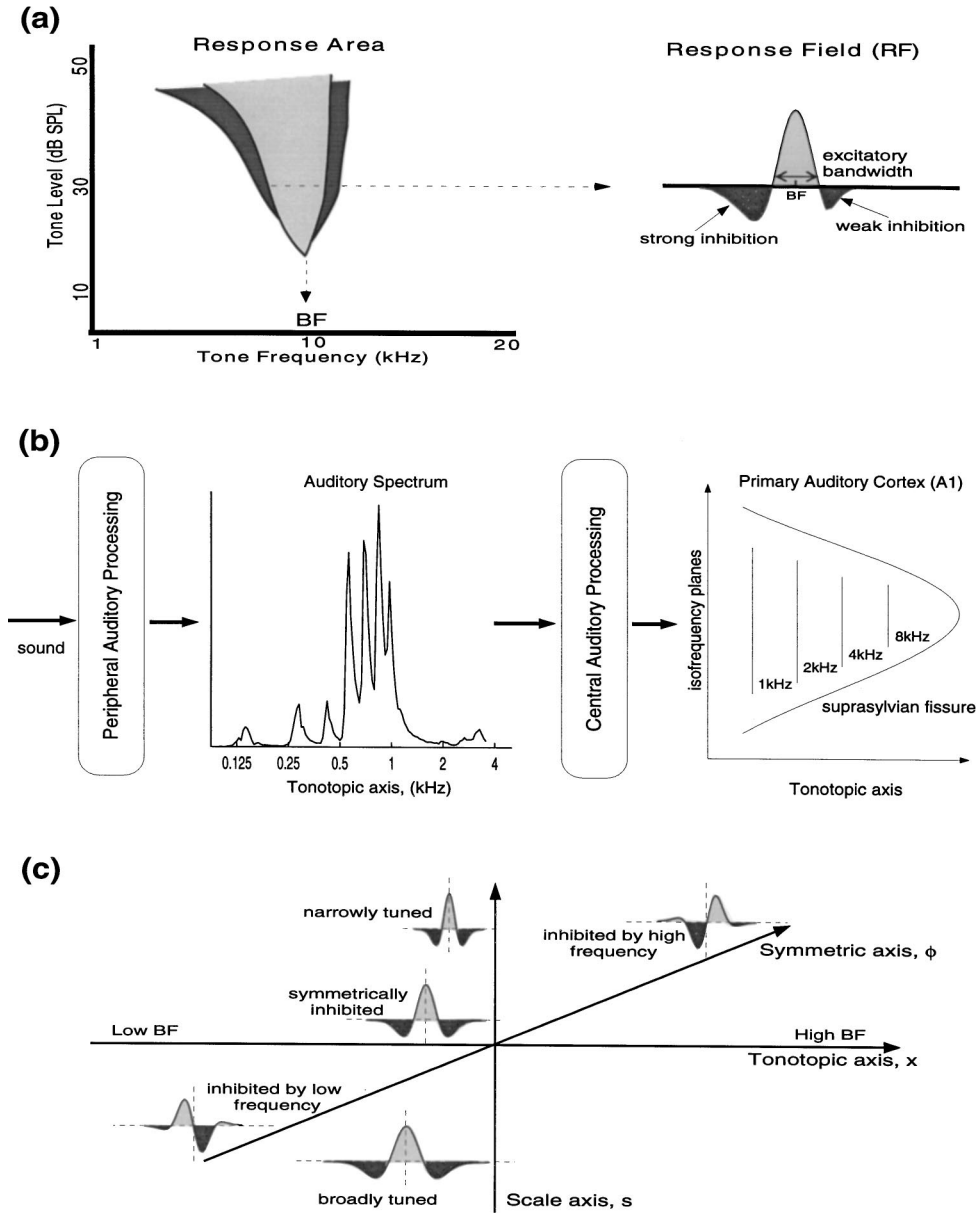 (a)
Response Area
Response Field (RF)
Tone Level (dB SPL)
50
30
10
BF
1
10
20
Tone Frequency (kHz)
excitatory
bandwidth
BF
strong inhibition
weak inhibition
(b)
sound
Peripheral Auditory Processing
Auditory Spectrum
0.125
0.25
0.5
1
2
4
Tonotopic axis, (kHz)
Central Auditory Processing
Primary Auditory Cortex (A1)
isofrequency planes
1kHz
2kHz
4kHz
8kHz
suprasylvian fissure
Tonotopic axis
(c)
narrowly tuned
inhibited by high
frequency
Symmetric axis, ϕ
symmetrically
inhibited
Low BF
High BF
Tonotopic axis, x
inhibited by low
frequency
broadly tuned
Scale axis, s